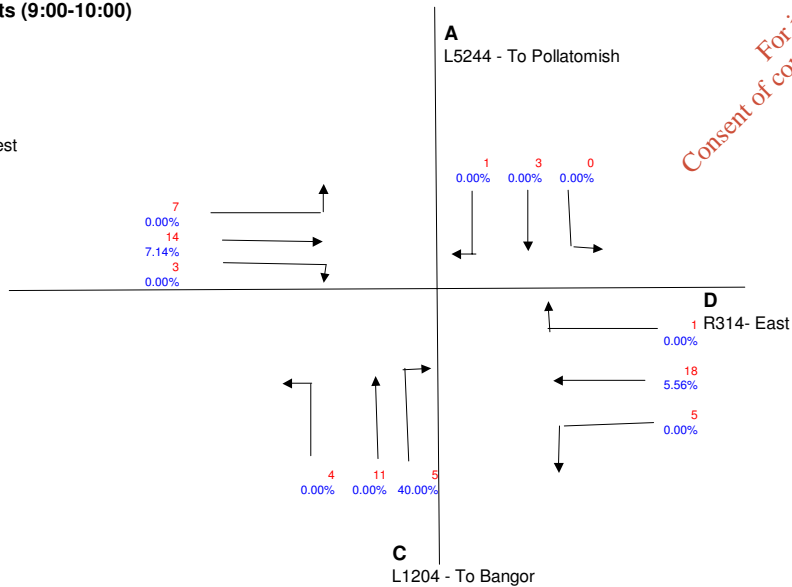 ts (9:00-10:00)
A
L5244 - To Pollatomish
For i
Consent of co
est
1 3 0
0.00% 0.00% 0.00%
7
0.00%
14
7.14%
3
0.00%
D
R314- East
1
0.00%
18
5.56%
5
0.00%
4 11 5
0.00% 0.00% 40.00%
C
L1204 - To Bangor